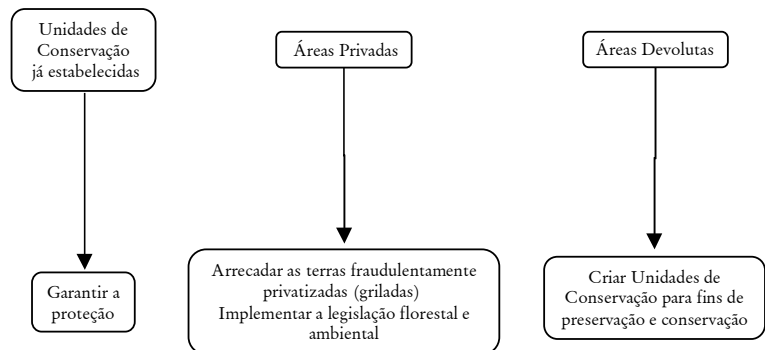 Unidades de
Conservação
já estabelecidas
Áreas Privadas
Áreas Devolutas
Garantir a
proteção
Arrecadar as terras fraudulentamente
privatizadas (griladas)
Implementar a legislação florestal e
ambiental
Criar Unidades de
Conservação para fins de
preservação e conservação